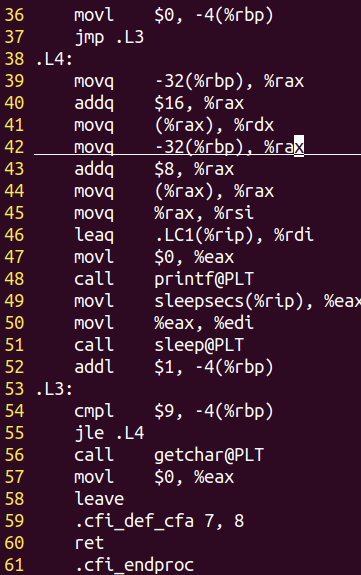 36 movl $0, -4(%rbp)
37 jmp .L3
38 .L4:
39 movq -32(%rbp), %rax
40 addq $16, %rax
41 movq (%rax), %rdx
42 movq -32(%rbp), %rax
43 addq $8, %rax
44 movq (%rax), %rax
45 movq %rax, %rsi
46 leaq .LC1(%rip), %rdi
47 movl $0, %eax
48 call printf@PLT
49 movl sleepsecs(%rip), %eax
50 movl %eax, %edi
51 call sleep@PLT
52 addl $1, -4(%rbp)
53 .L3:
54 cmpl $9, -4(%rbp)
55 jle .L4
56 call getchar@PLT
57 movl $0, %eax
58 leave
59 .cfi_def_cfa 7, 8
60 ret
61 .cfi_endproc